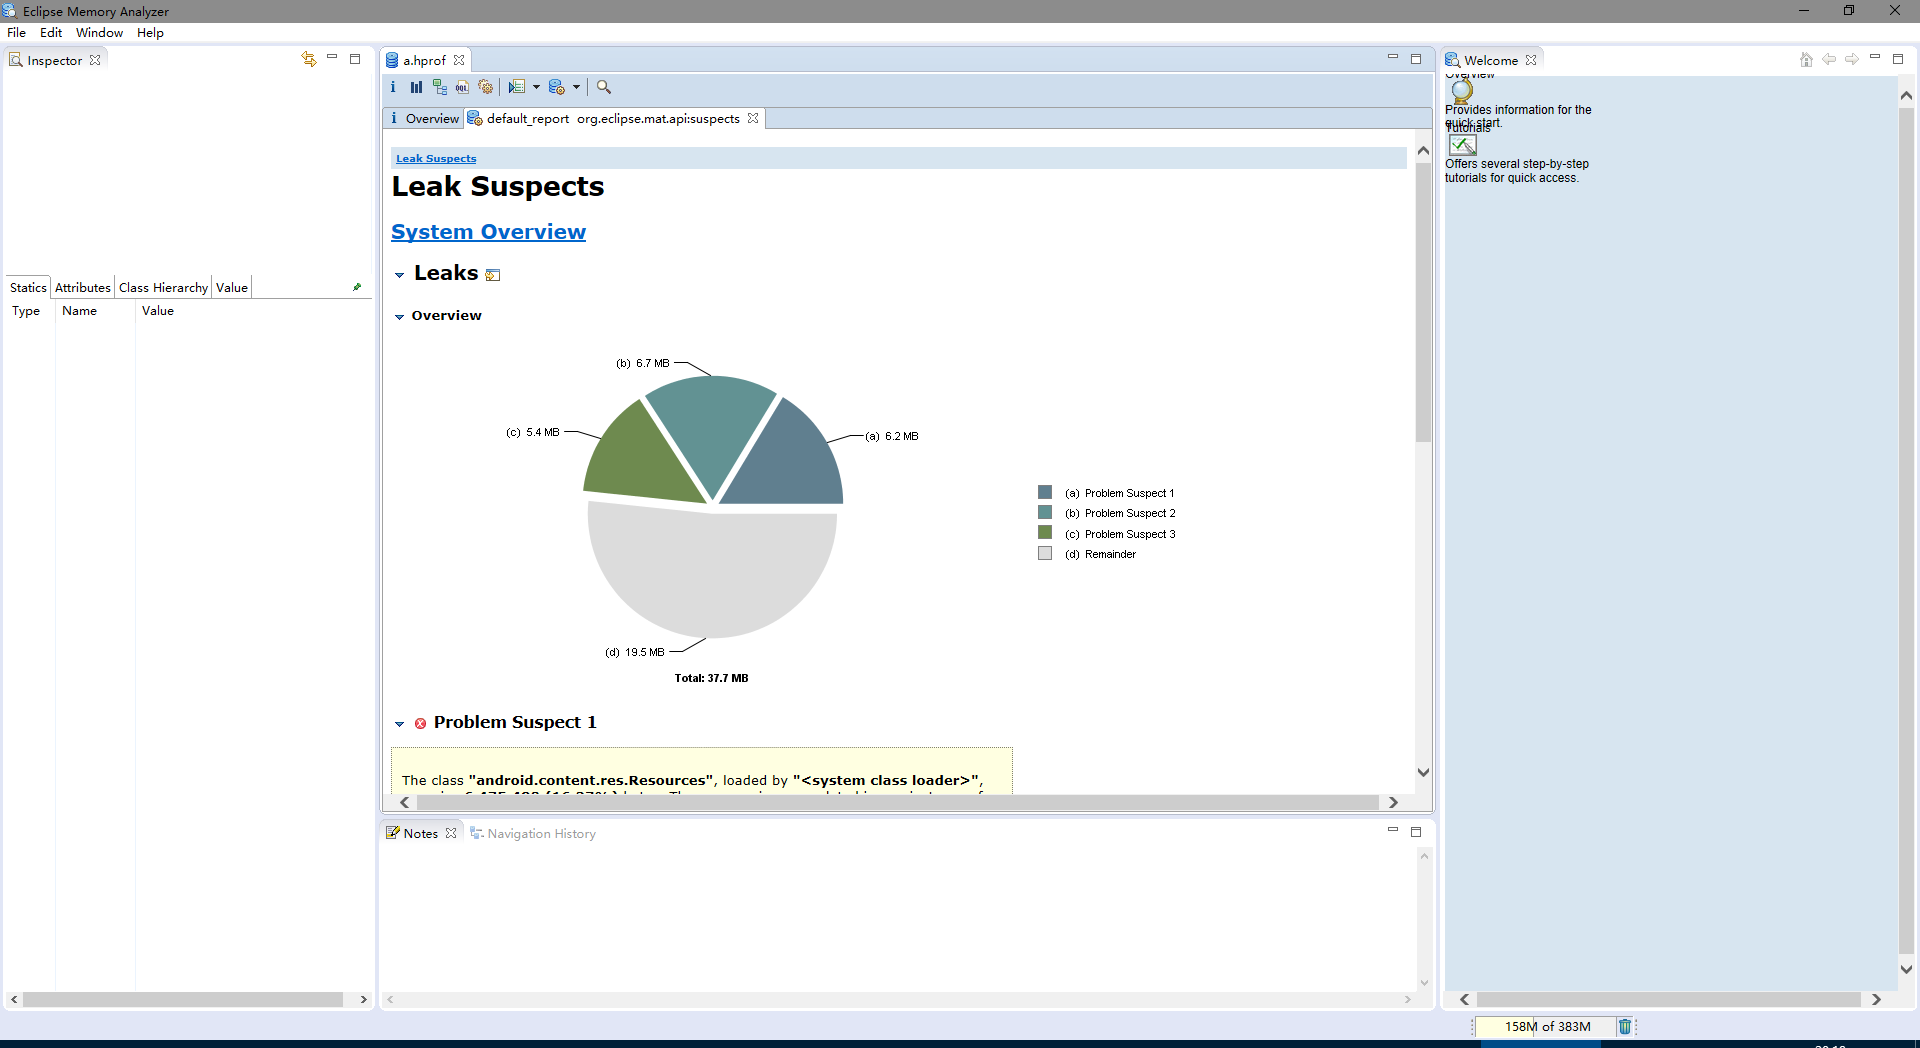 Eclipse Memory Analyzer
File Edit Window Help
Inspector
Statics Attributes Class Hierarchy Value
Type Name Value
a.hprof
i OQL
i Overview default_report org.eclipse.mat.api:suspects
Leak Suspects
Leak Suspects
System Overview
Leaks
Overview
(b) 6.7 MB
(c) 5.4 MB
(a) 6.2 MB
(a) Problem Suspect 1
(b) Problem Suspect 2
(c) Problem Suspect 3
(d) Remainder
(d) 19.5 MB
Total: 37.7 MB
Problem Suspect 1
The class "android.content.res.Resources", loaded by "<system class loader>",
Notes Navigation History
Welcome
Overview
Provides information for the
quick start.
Tutorials
Offers several step-by-step
tutorials for quick access.
158M of 383M